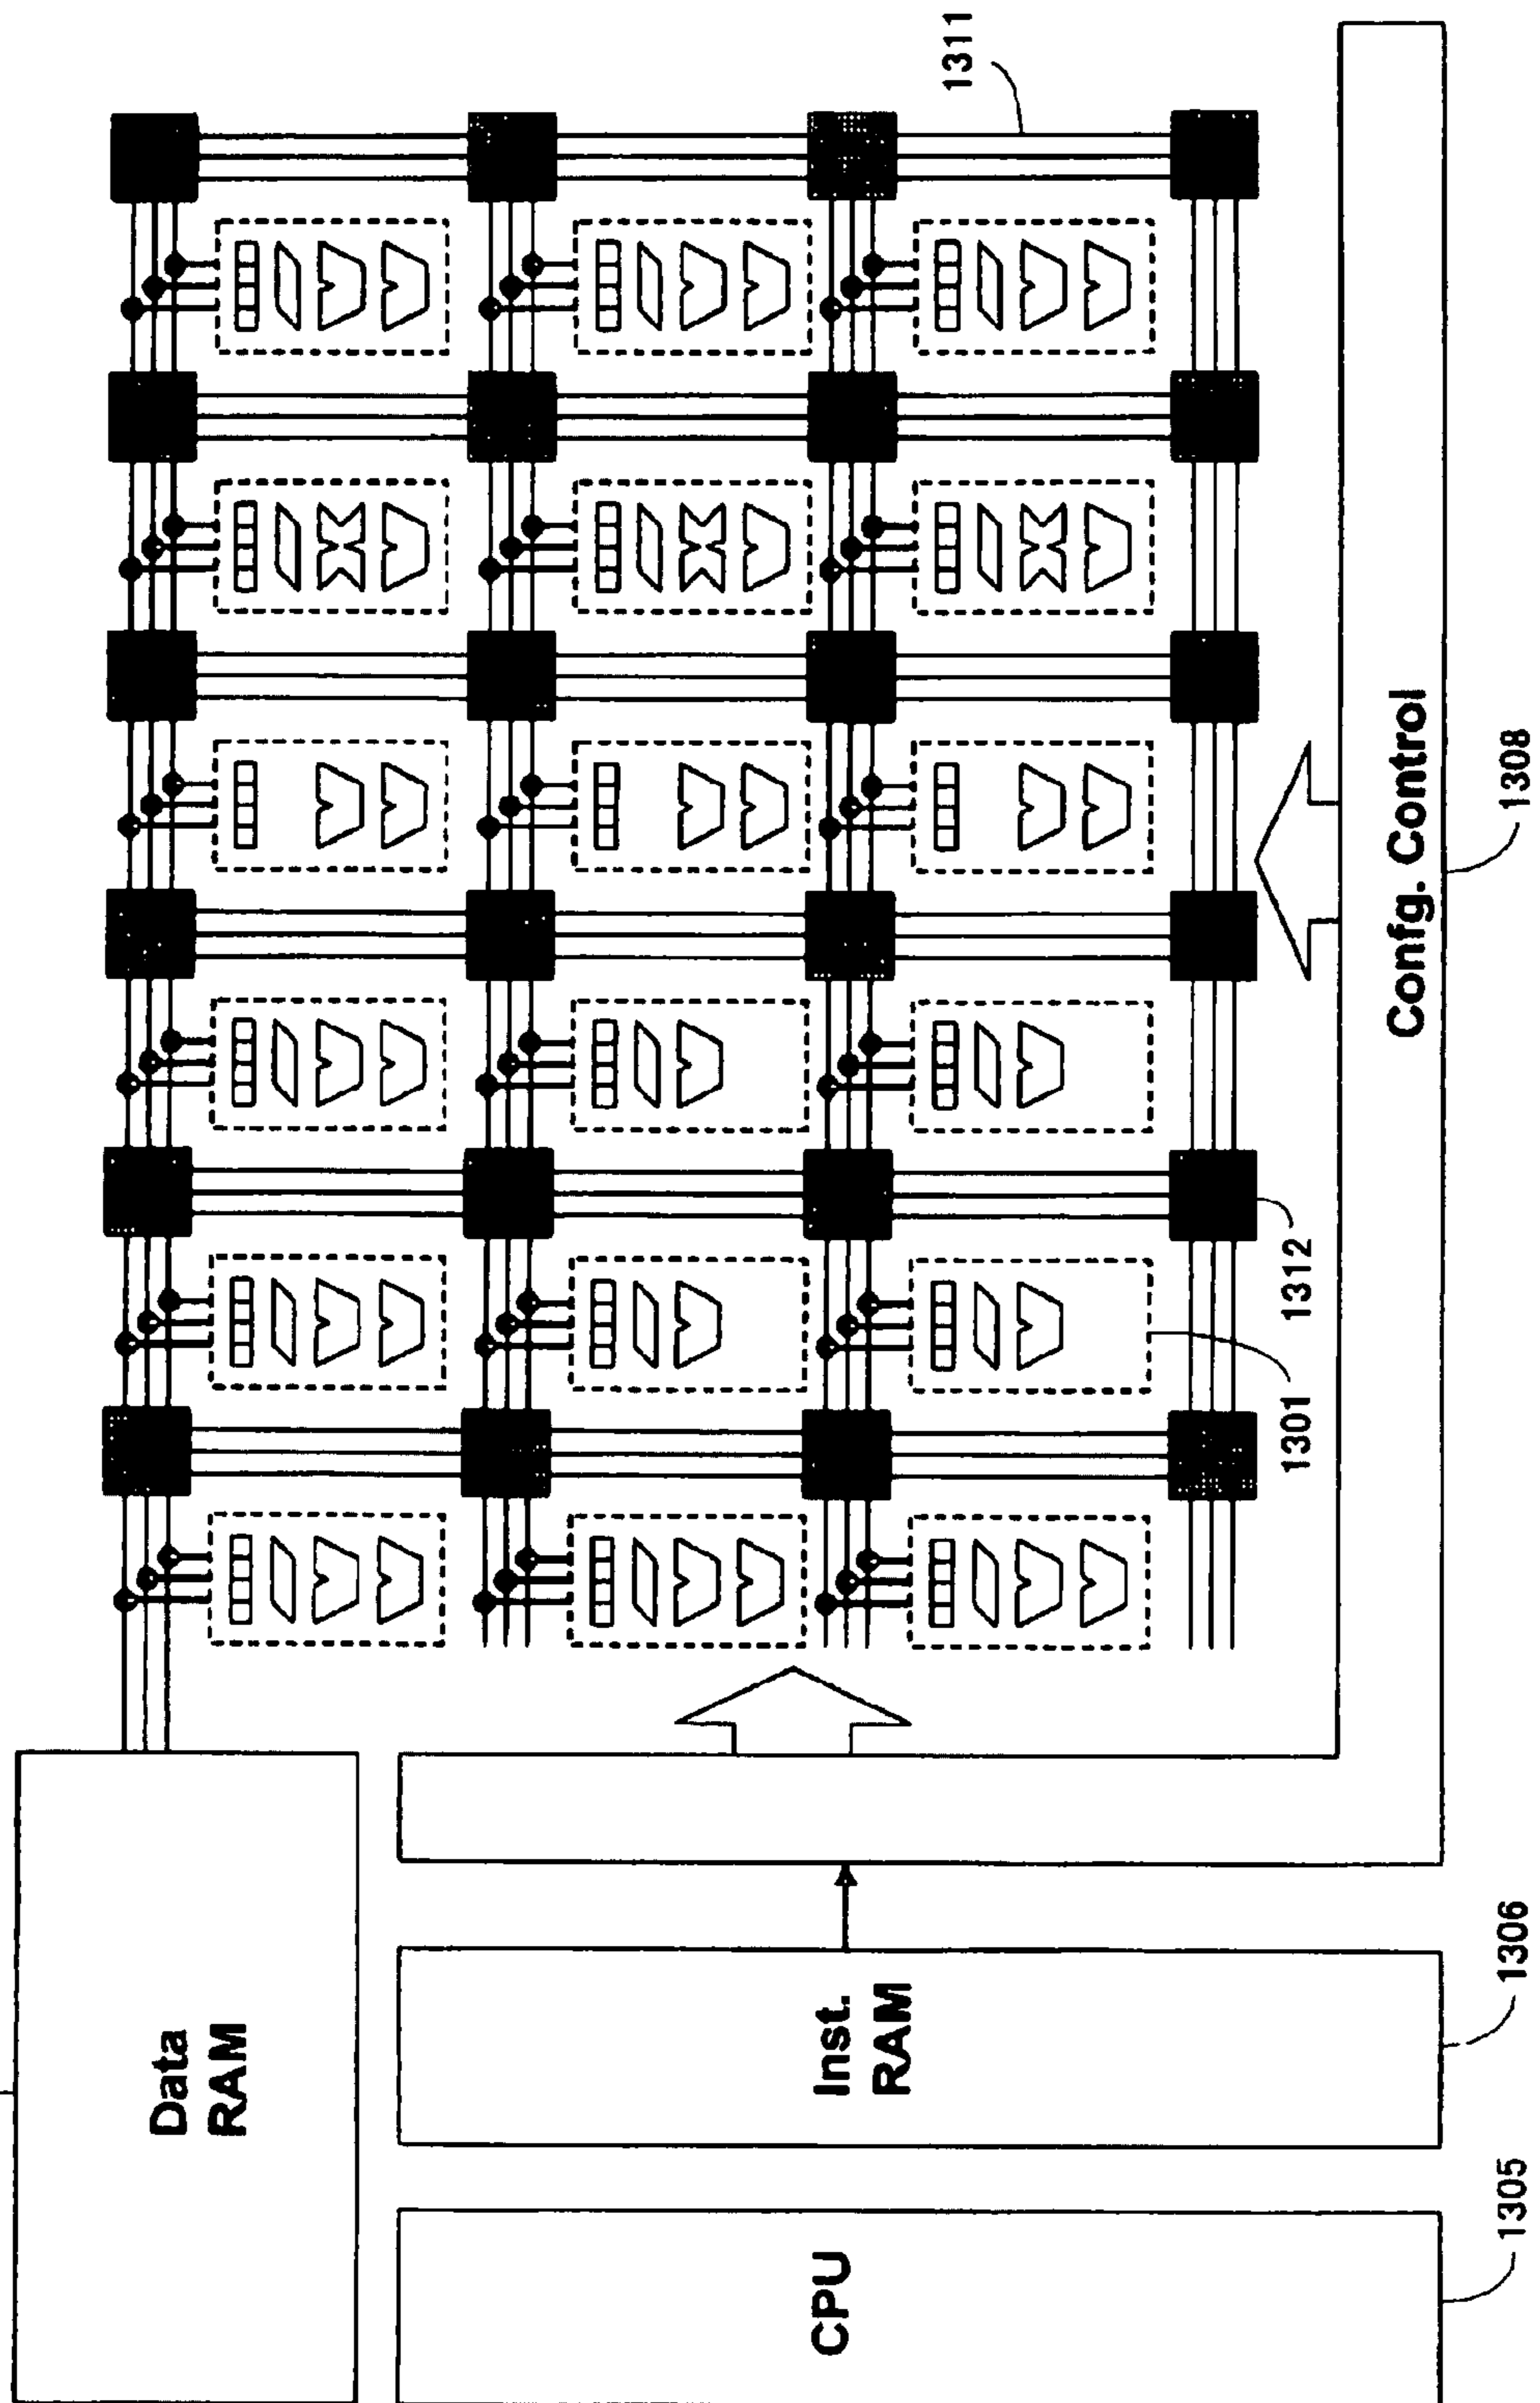 1311
Data
RAM
Inst.
RAM
CPU
Confg. Control
1301
1312
1308
1305
1306